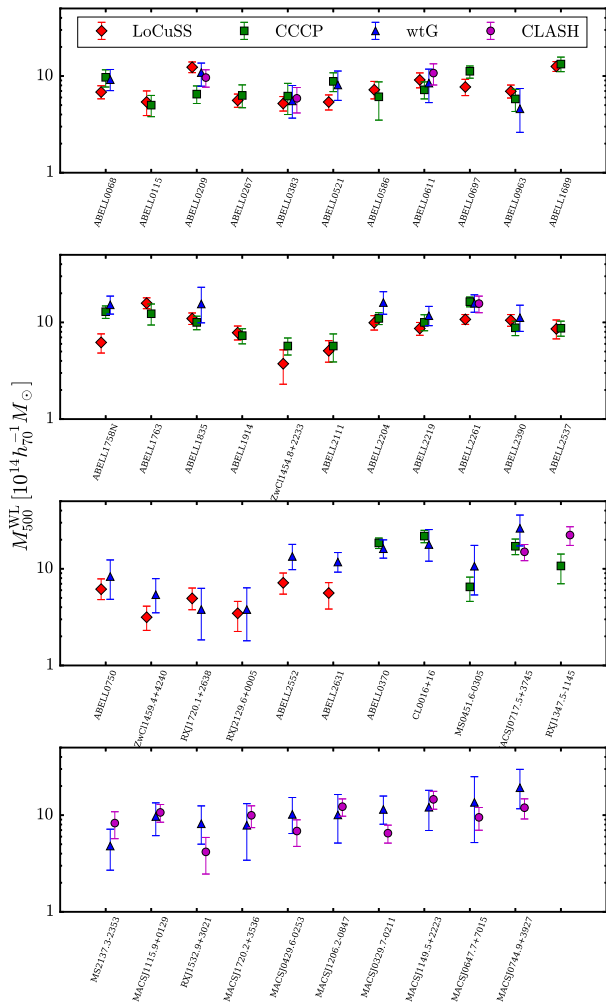 LoCuSS CCCP wtG CLASH
10
1
ABELL0068 ABELL0115 ABELL0209 ABELL0267 ABELL0383 ABELL0521 ABELL0586 ABELL0611 ABELL0697 ABELL0963 ABELL1689
10
1
ABELL1758N ABELL1763 ABELL1835 ABELL1914 ZwCl1454.8+2233 ABELL2111 ABELL2204 ABELL2219 ABELL2261 ABELL2390 ABELL2537
M_{500}^{WL} [10^{14} h_{70}^{-1} M_⊙]
10
1
ABELL0750 ZwCl1459.4+4240 RXJ1720.1+2638 RXJ2129.6+0005 ABELL2552 ABELL2631 ABELL0370 CL0016+16 MS0451.6-0305 ACSJ0717.5+3745 RXJ1347.5-1145
10
1
MS2137.3-2353 MACSJ1115.9+0129 RXJ1532.9+3021 MACSJ1720.2+3536 MACSJ0429.6-0253 MACSJ1206.2-0847 MACSJ0329.7-0211 MACSJ1149.5+2223 MACSJ0647.7+7015 MACSJ0744.9+3927